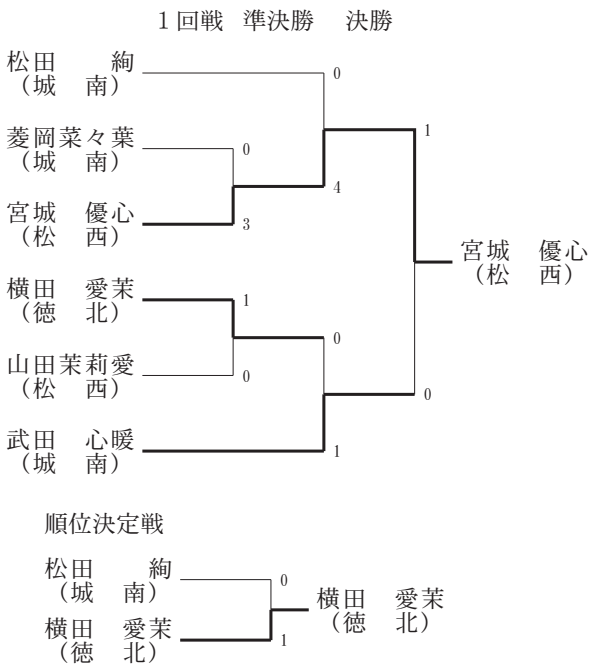 １回戦　準決勝　決勝
松田　　絢
（城　南）
0
菱岡菜々葉
（城　南）
0
1
4
宮城　優心
（松　西）
3
宮城　優心
（松　西）
横田　愛茉
（徳　北）
1
0
山田茉莉愛
（松　西）
0
0
武田　心暖
（城　南）
1
順位決定戦
松田　　絢
（城　南）
0
横田　愛茉
（徳　北）
横田　愛茉
（徳　北）
1